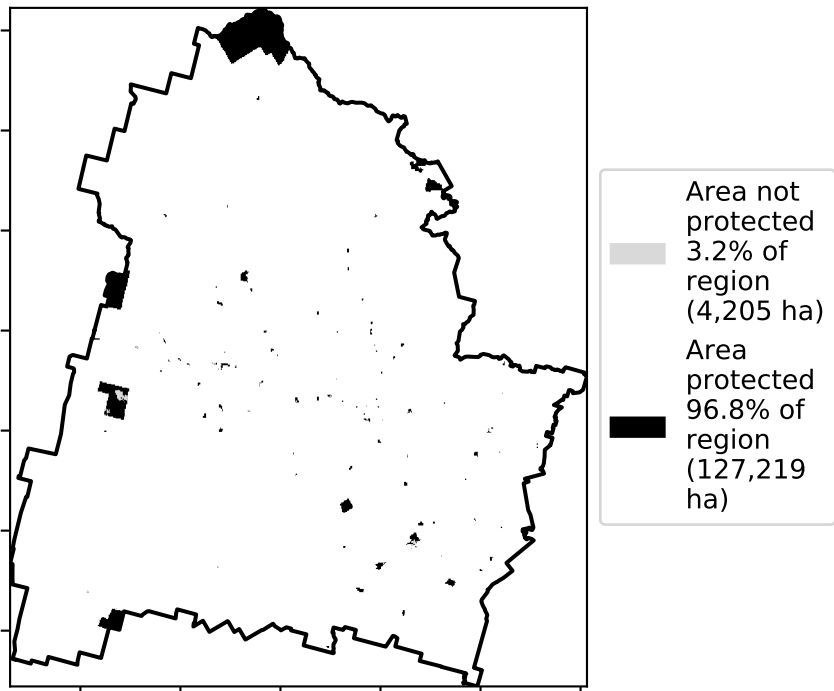 Area not
protected
3.2% of
region
(4,205 ha)
Area
protected
96.8% of
region
(127,219
ha)